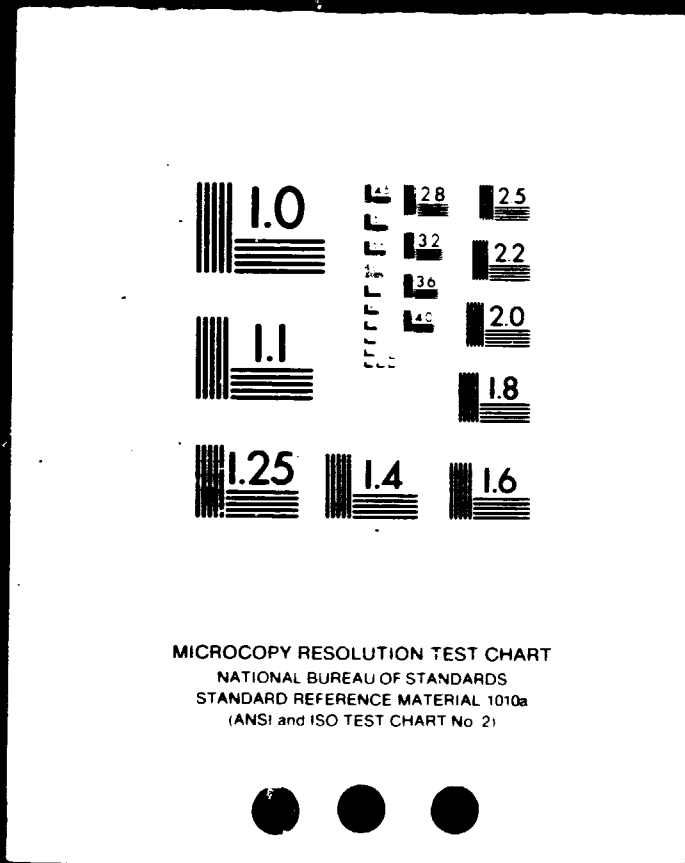 1.0
4.5 2.8 2.5
3.2 2.2
3.6
4.0 2.0
1.1
1.8
1.25 1.4 1.6
MICROCOPY RESOLUTION TEST CHART
NATIONAL BUREAU OF STANDARDS
STANDARD REFERENCE MATERIAL 1010a
(ANSI and ISO TEST CHART No 2)